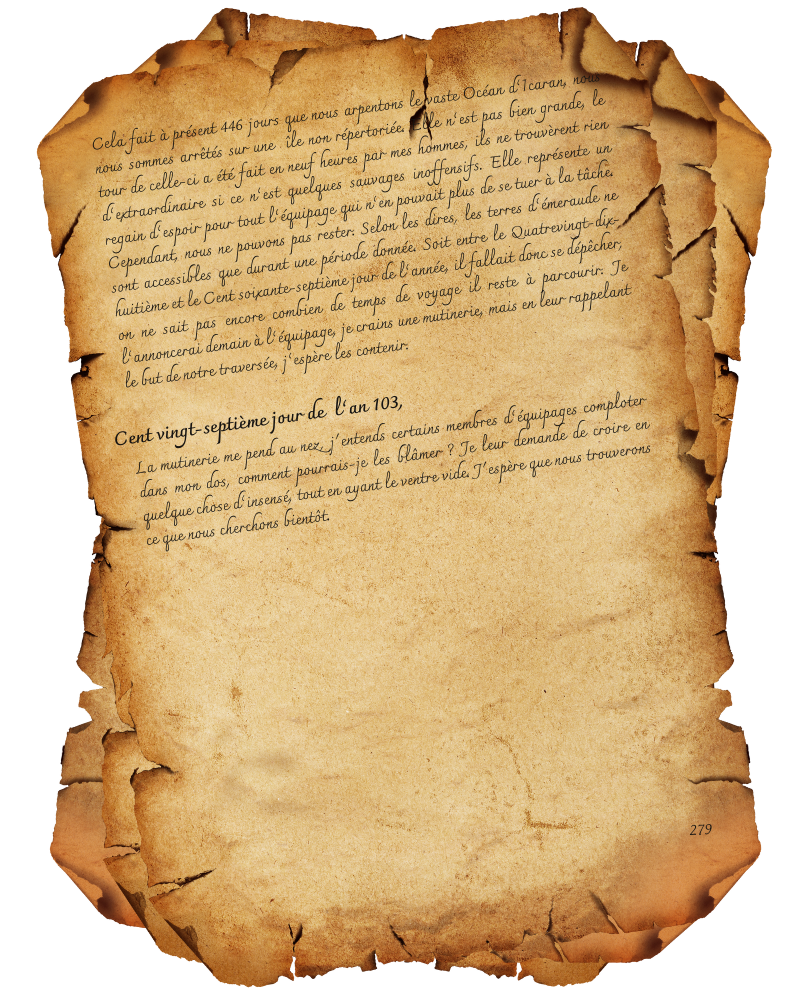 Cela fait à présent 446 jours que nous arpentons le vaste Océan d'Icaran, nous
nous sommes arrêtés sur une île non répertoriée. Elle n'est pas bien grande, le
tour de celle-ci a été fait en neuf heures par mes hommes, ils ne trouvèrent rien
d'extraordinaire si ce n'est quelques sauvages inoffensifs. Elle représente un
regain d'espoir pour tout l'équipage qui n'en pouvait plus de se tuer à la tâche.
Cependant, nous ne pouvons pas rester. Selon les dires, les terres d'émeraude ne
sont accessibles que durant une période donnée. Soit entre le Quatrevingt-dix-
huitième et le Cent soixante-septième jour de l'année, il fallait donc se dépêcher,
on ne sait pas encore combien de temps de voyage il reste à parcourir. Je
l'annoncerai demain à l'équipage, je crains une mutinerie, mais en leur rappelant
le but de notre traversée, j'espère les contenir.
Cent vingt-septième jour de l'an 103,
La mutinerie me pend au nez, j'entends certains membres d'équipages comploter
dans mon dos, comment pourrais-je les blâmer ? Je leur demande de croire en
quelque chose d'insensé, tout en ayant le ventre vide. J'espère que nous trouverons
ce que nous cherchons bientôt.
279